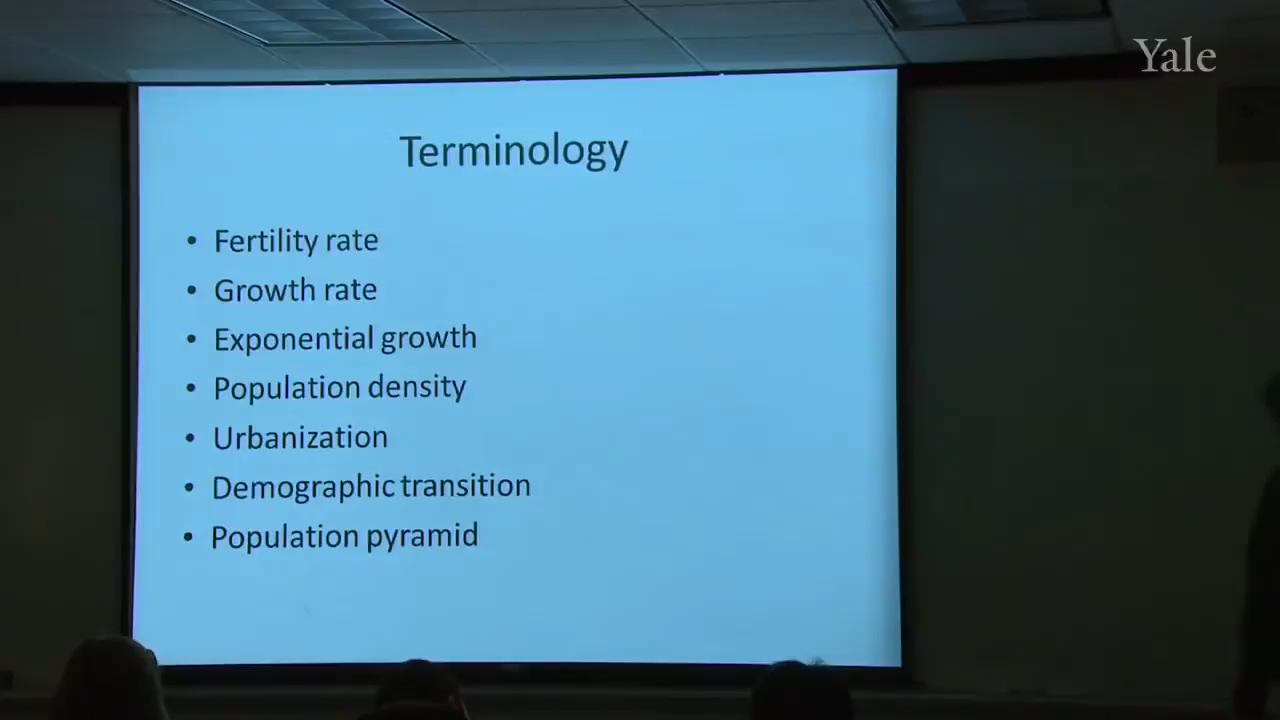 Yale
Terminology
• Fertility rate
• Growth rate
• Exponential growth
• Population density
• Urbanization
• Demographic transition
• Population pyramid